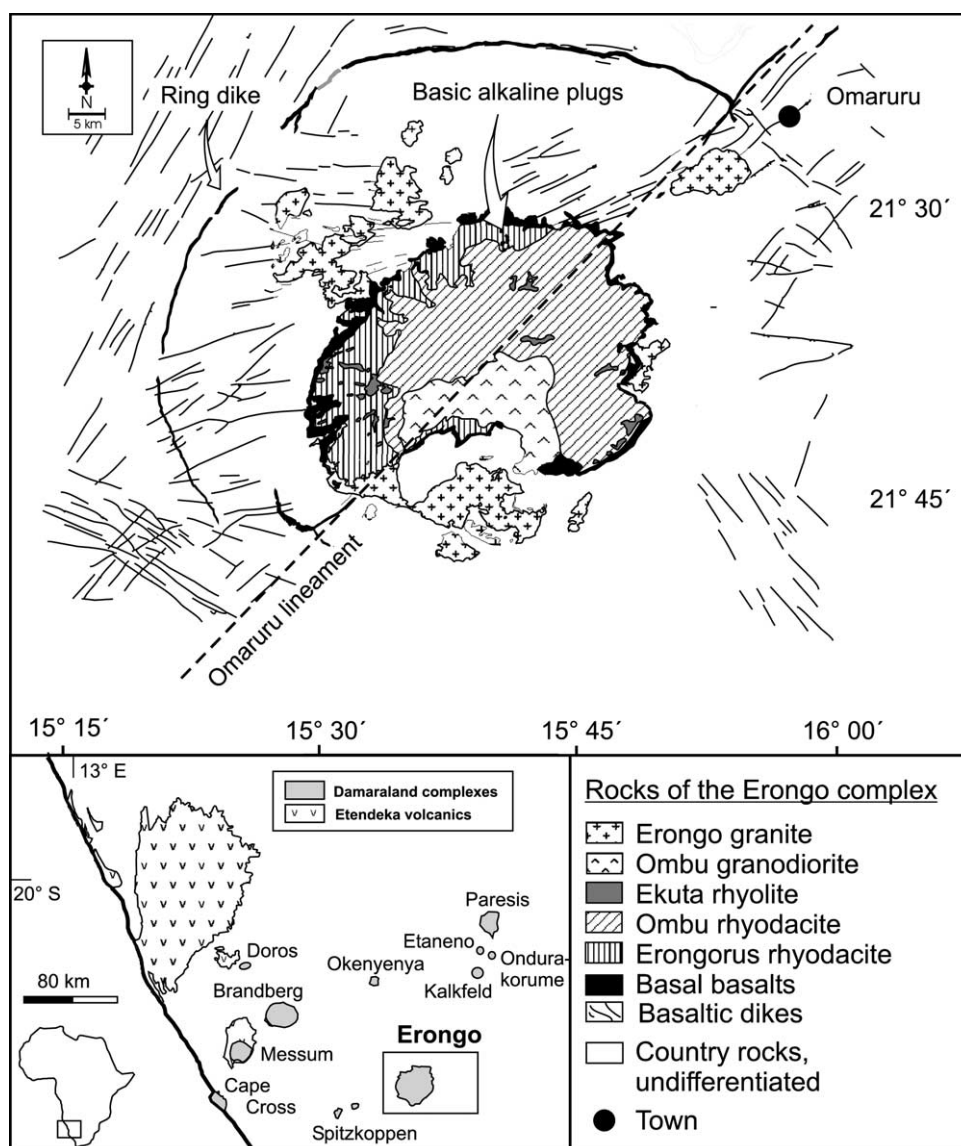 N
5 km
Ring dike
Basic alkaline plugs
Omaruru
21° 30´
21° 45´
Omaruru lineament
15° 15´
15° 30´
15° 45´
16° 00´
13° E
20° S
Damaraland complexes
Etendeka volcanics
Paresis
Etaneno
Ondura-
korume
Okenyenya
Kalkfeld
Doros
Brandberg
Messum
Erongo
Cape
Cross
Spitzkoppen
80 km
Rocks of the Erongo complex
Erongo granite
Ombu granodiorite
Ekuta rhyolite
Ombu rhyodacite
Erongorus rhyodacite
Basal basalts
Basaltic dikes
Country rocks,
undifferentiated
Town